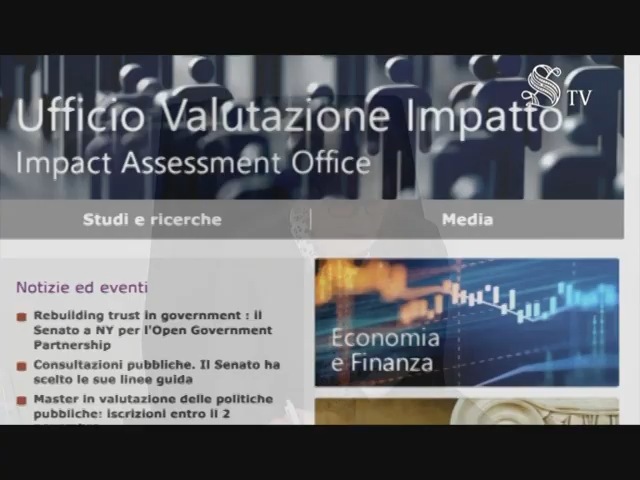 S TV
Ufficio Valutazione Impatto
Impact Assessment Office
Studi e ricerche
Media
Notizie ed eventi
Rebuilding trust in government : il
Senato a NY per l'Open Government
Partnership
Consultazioni pubbliche. Il Senato ha
scelto le sue linee guida
Master in valutazione delle politiche
pubbliche: iscrizioni entro il 2
Economia
e Finanza